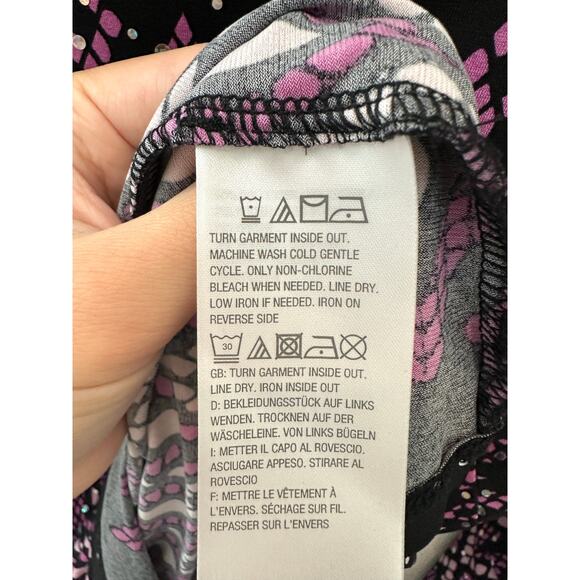 TURN GARMENT INSIDE OUT.
MACHINE WASH COLD GENTLE
CYCLE. ONLY NON-CHLORINE
BLEACH WHEN NEEDED. LINE DRY.
LOW IRON IF NEEDED. IRON ON
REVERSE SIDE
30
GB: TURN GARMENT INSIDE OUT.
LINE DRY. IRON INSIDE OUT
D: BEKLEIDUNGSSTÜCK AUF LINKS
WENDEN. TROCKNEN AUF DER
WÄSCHELEINE. VON LINKS BÜGELN
I: METTER IL CAPO AL ROVESCIO.
ASCIUGARE APPESO. STIRARE AL
ROVESCIO
F: METTRE LE VÊTEMENT À
L'ENVERS. SÉCHAGE SUR FIL.
REPASSER SUR L'ENVERS